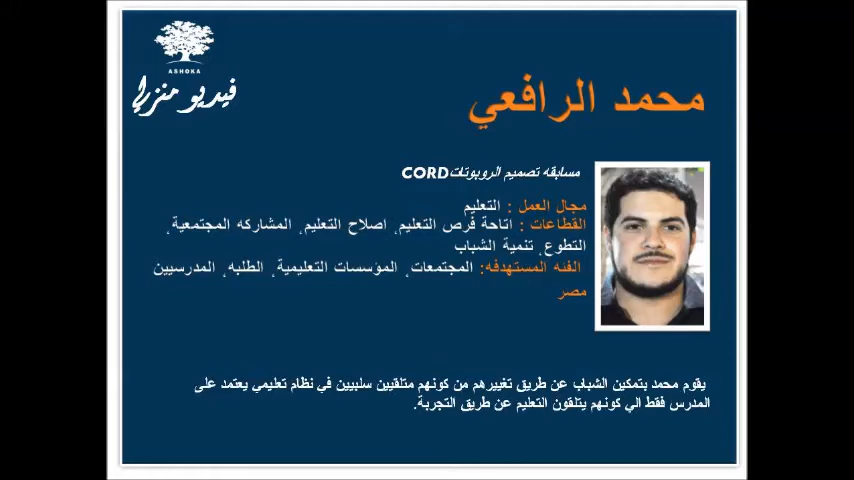 ASHOKA
فيديو منزلي
محمد الرافعي
مسابقه تصميم الروبوتات CORD
مجال العمل : التعليم
القطاعات : اتاحة فرص التعليم, اصلاح التعليم, المشاركه المجتمعية,
التطوع, تنمية الشباب
الفئه المستهدفه: المجتمعات, المؤسسات التعليمية, الطلبه, المدرسيين
مصر
يقوم محمد بتمكين الشباب عن طريق تغييرهم من كونهم متلقيين سلبيين في نظام تعليمي يعتمد على
المدرس فقط الي كونهم يتلقون التعليم عن طريق التجربة.